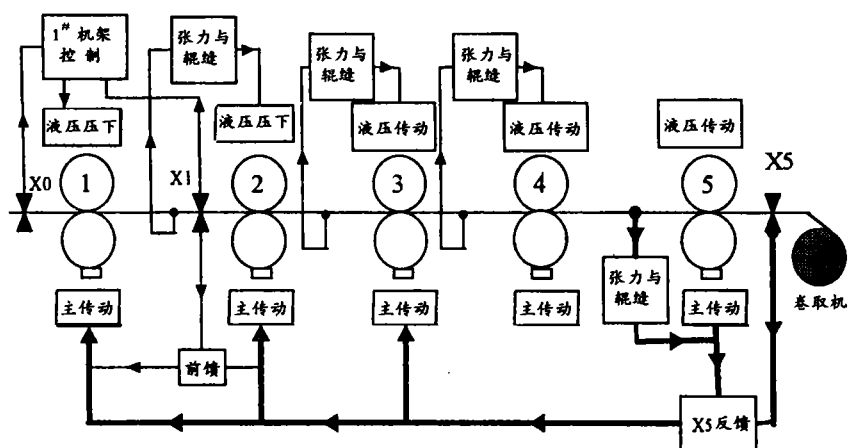 1# 机架
控 制
张力与
辊缝
张力与
辊缝
张力与
辊缝
液压压下
液压压下
液压传动
液压传动
液压传动
X0
1
X1
2
3
4
5
X5
张力与
辊缝
卷取机
主传动
主传动
主传动
主传动
主传动
前馈
X5 反馈